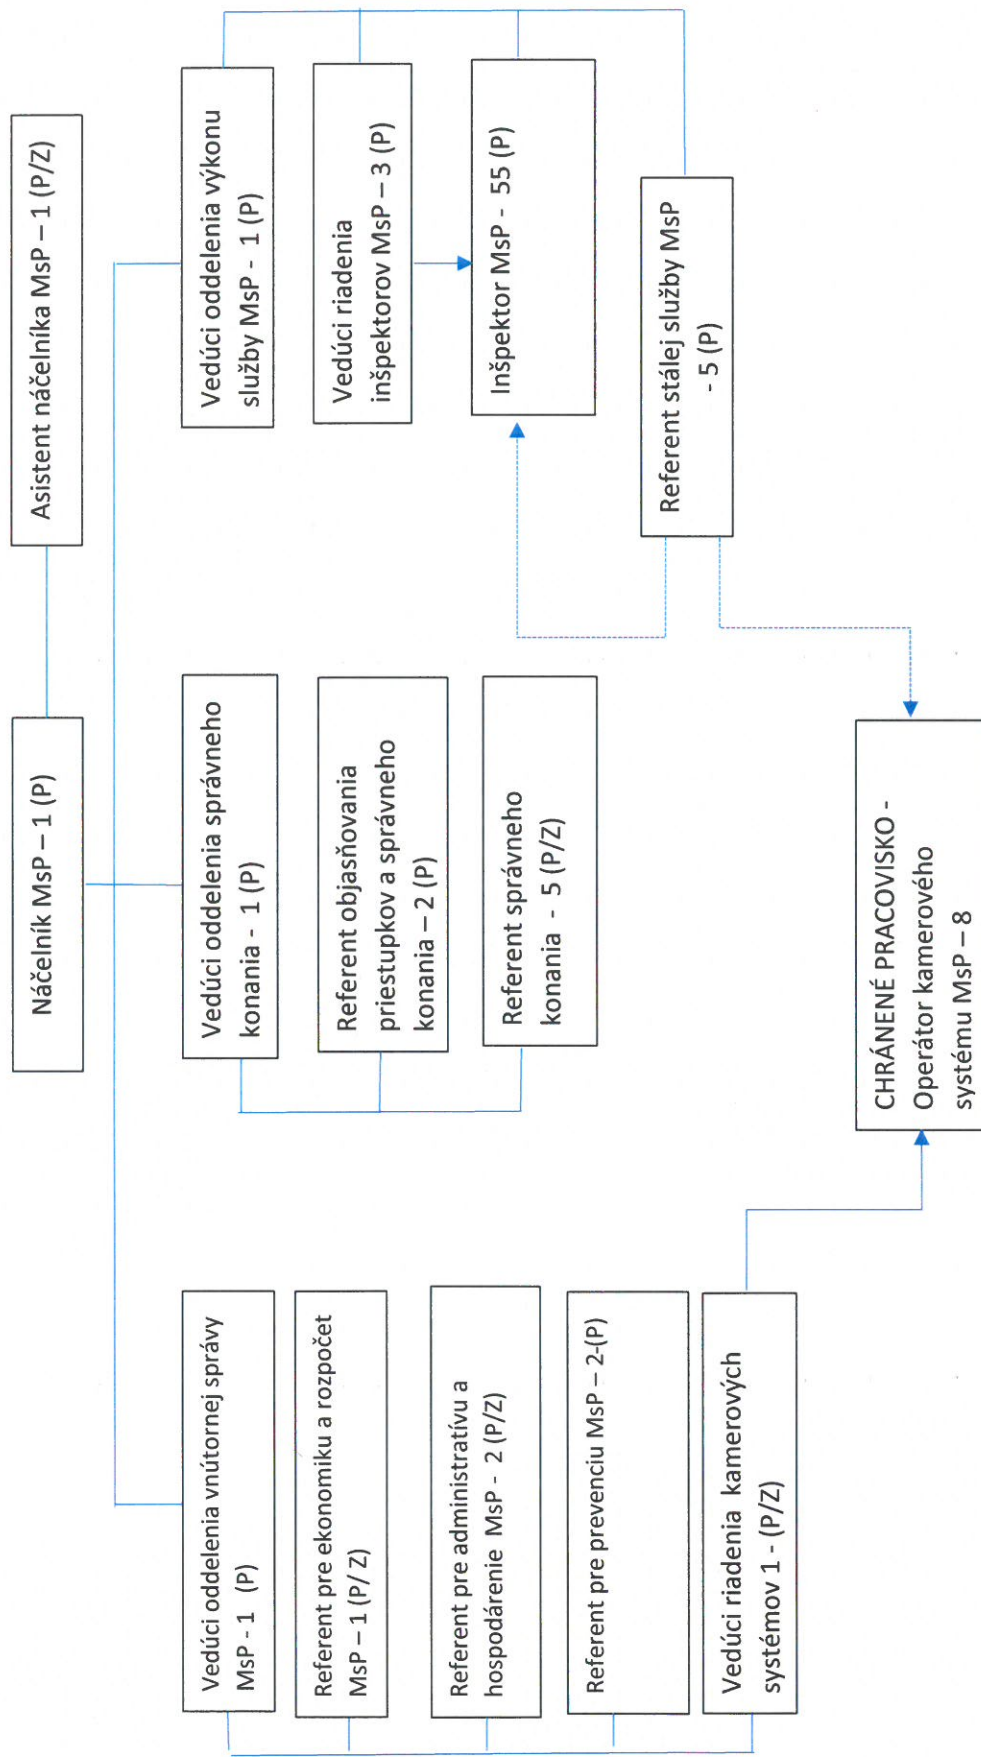 Náčelník MsP – 1 (P)
Asistent náčelníka MsP – 1 (P/Z)
Vedúci oddelenia vnútornej správy
MsP - 1 (P)
Referent pre ekonomiku a rozpočet
MsP – 1 (P/ Z)
Referent pre administratívu a
hospodárenie MsP - 2 (P/Z)
Referent pre prevenciu MsP – 2-(P)
Vedúci riadenia kamerových
systémov 1 - (P/Z)
Vedúci oddelenia správneho
konania - 1 (P)
Referent objasňovania
priestupkov a správneho
konania – 2 (P)
Referent správneho
konania - 5 (P/Z)
Vedúci oddelenia výkonu
služby MsP - 1 (P)
Vedúci riadenia
inšpektorov MsP – 3 (P)
Inšpektor MsP - 55 (P)
Referent stálej služby MsP
- 5 (P)
CHRÁNENÉ PRACOVISKO -
Operátor kamerového
systému MsP – 8